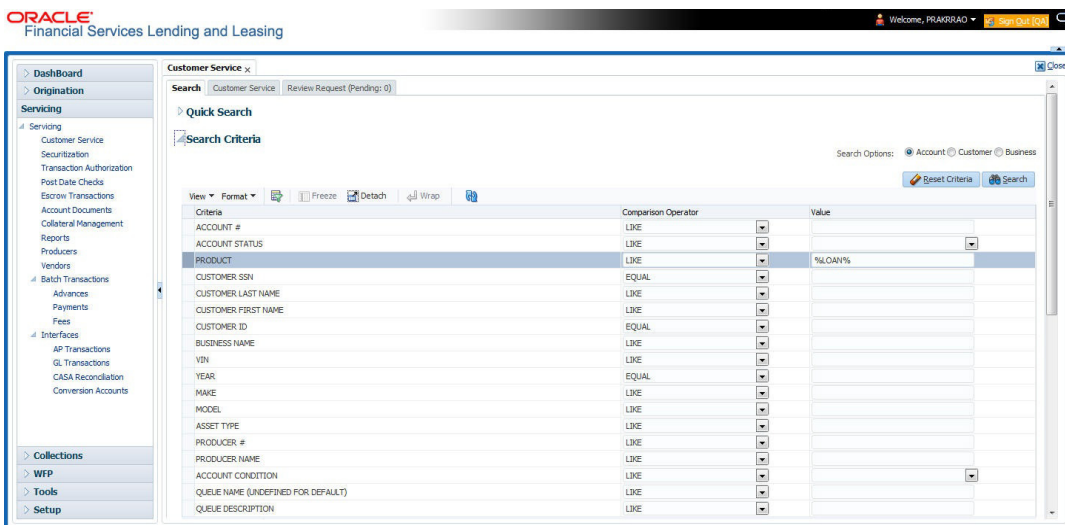 ORACLE
Financial Services Lending and Leasing
Welcome, PRAKRRAO
Sign Out [QA]
DashBoard
Origination
Servicing
Servicing
Customer Service
Securitization
Transaction Authorization
Post Date Checks
Escrow Transactions
Account Documents
Collateral Management
Reports
Producers
Vendors
Batch Transactions
Advances
Payments
Fees
Interfaces
AP Transactions
GL Transactions
CASA Reconciliation
Conversion Accounts
Collections
WFP
Tools
Setup
Customer Service
Close
Search Customer Service Review Request (Pending: 0)
Quick Search
Search Criteria
Search Options: Account Customer Business
Reset Criteria Search
View Format Freeze Detach Wrap
Criteria Comparison Operator Value
ACCOUNT # LIKE
ACCOUNT STATUS LIKE
PRODUCT LIKE %LOAN%
CUSTOMER SSN EQUAL
CUSTOMER LAST NAME LIKE
CUSTOMER FIRST NAME LIKE
CUSTOMER ID EQUAL
BUSINESS NAME LIKE
VIN LIKE
YEAR EQUAL
MAKE LIKE
MODEL LIKE
ASSET TYPE LIKE
PRODUCER # LIKE
PRODUCER NAME LIKE
ACCOUNT CONDITION LIKE
QUEUE NAME (UNDEFINED FOR DEFAULT) LIKE
QUEUE DESCRIPTION LIKE